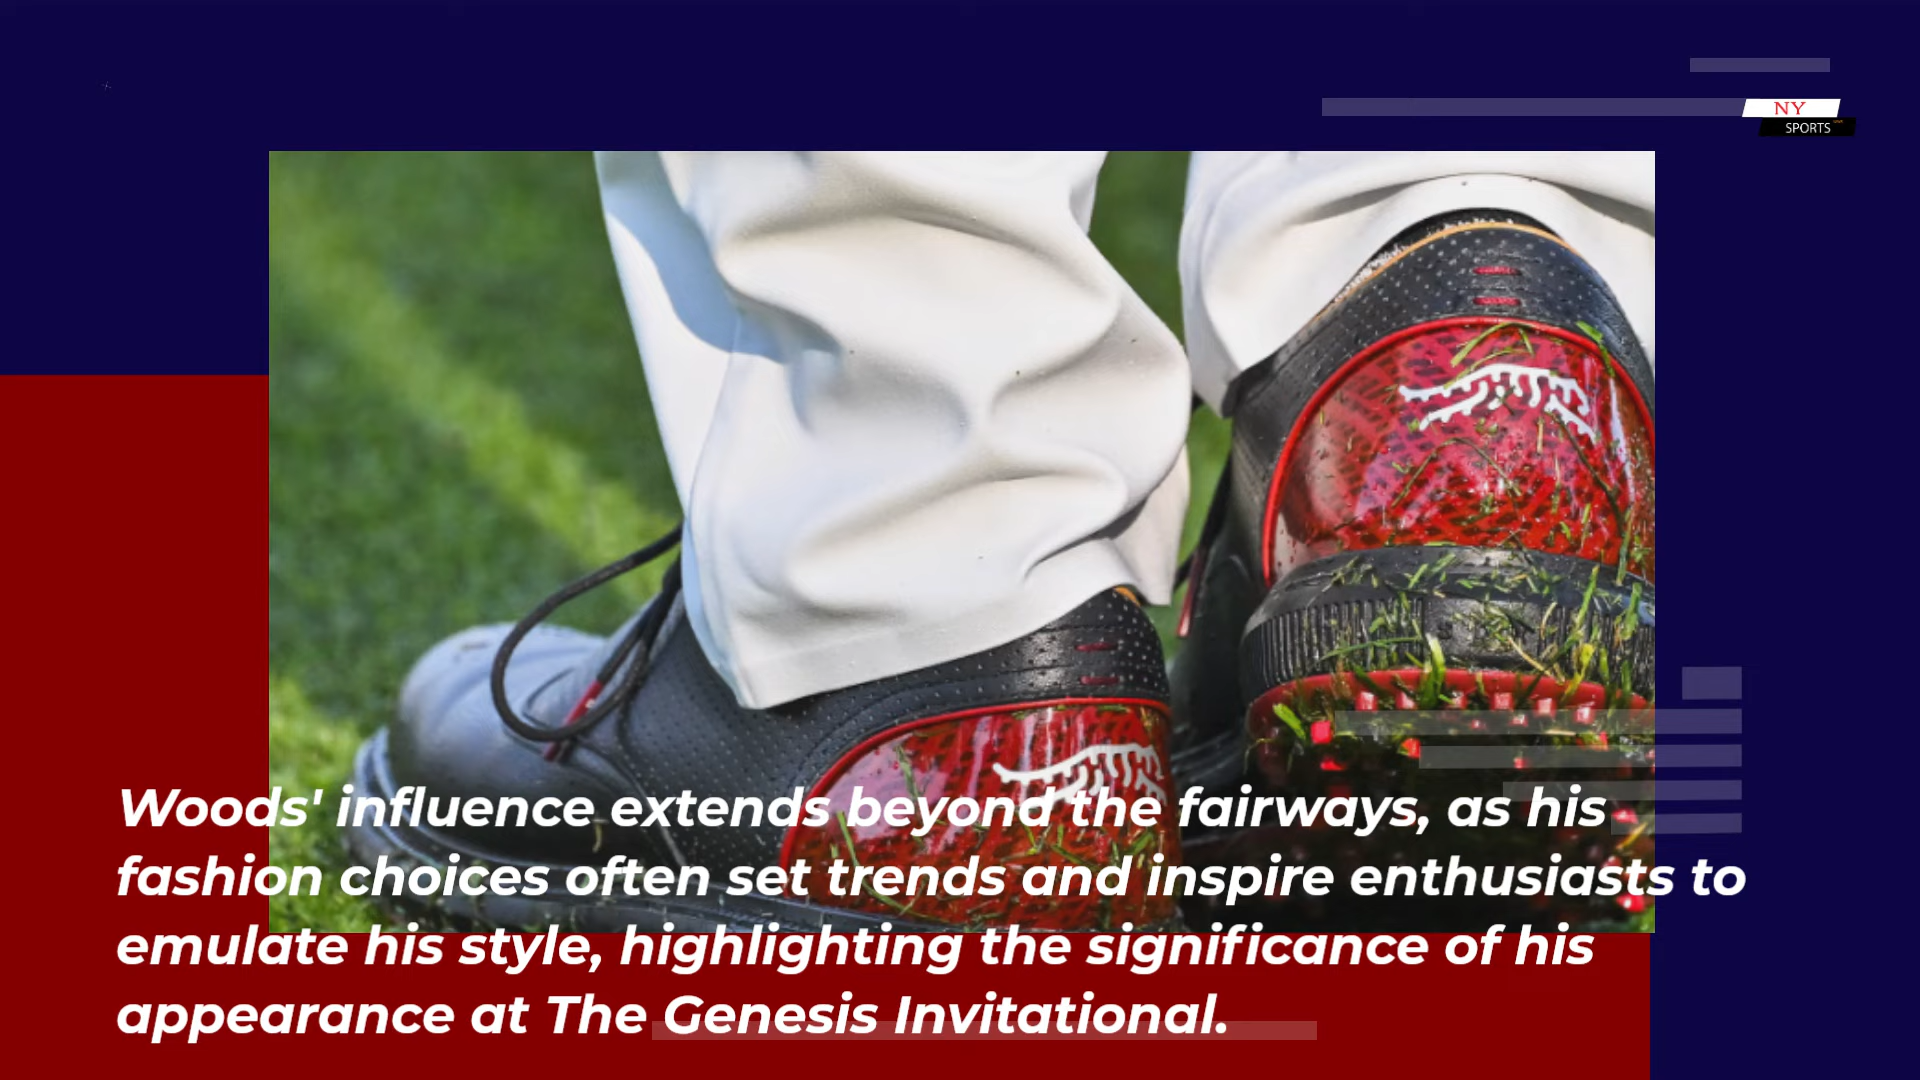 NY
SPORTS
Woods' influence extends beyond the fairways, as his
fashion choices often set trends and inspire enthusiasts to
emulate his style, highlighting the significance of his
appearance at The Genesis Invitational.